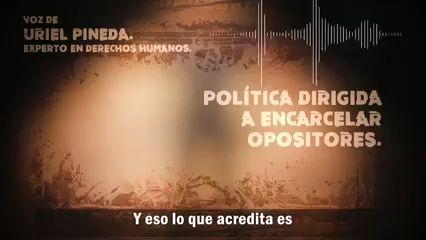 VOZ DE
URIEL PINEDA.
EXPERTO EN DERECHOS HUMANOS.
POLÍTICA DIRIGIDA
A ENCARCELAR
OPOSITORES.
Y eso lo que acredita es